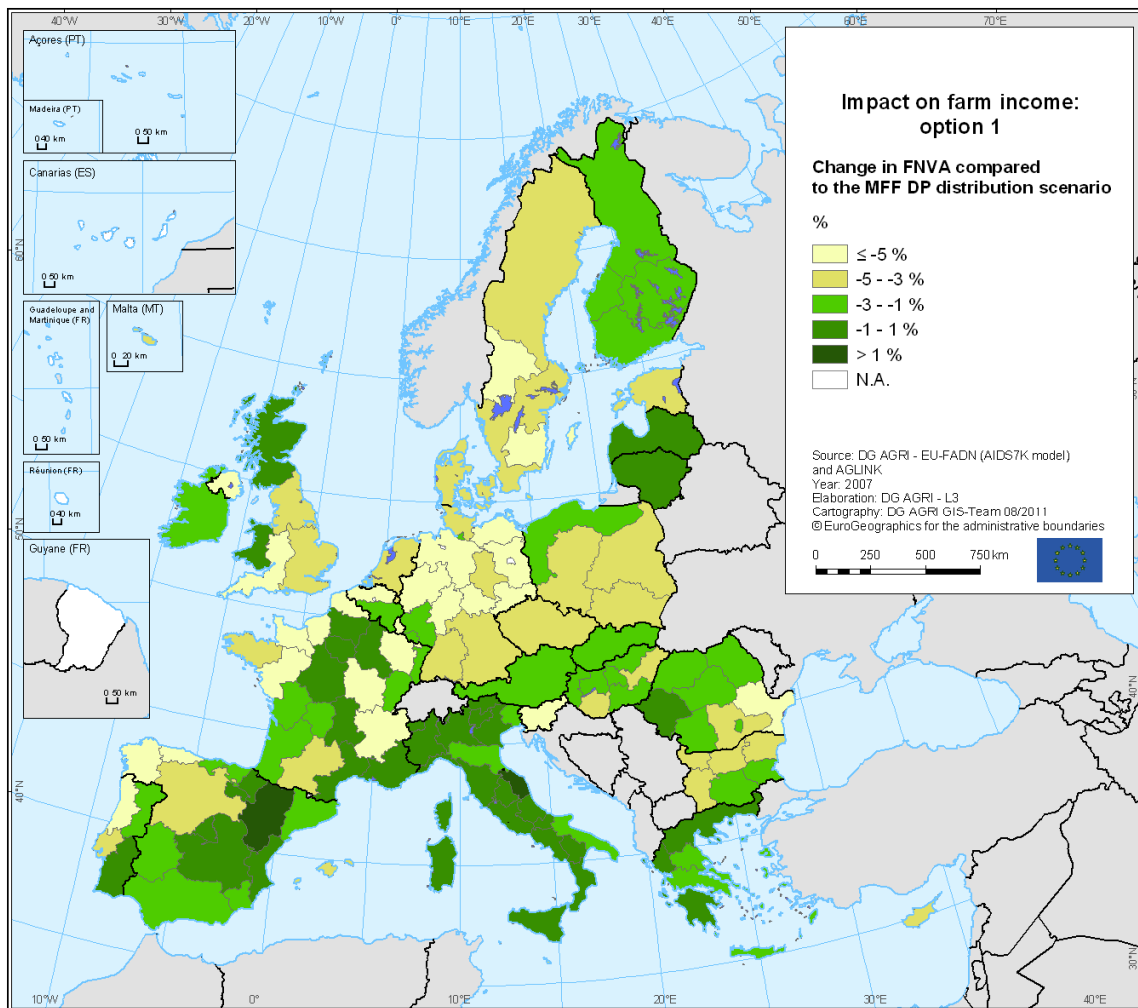 40°W
30°W
20°W
10°W
0°
10°E
20°E
30°E
40°E
50°E
60°E
70°E
Açores (PT)
Madeira (PT)
0 40 km
0 50 km
Canarias (ES)
0 50 km
Guadeloupe and
Martinique (FR)
0 50 km
Malta (MT)
0 20 km
Réunion (FR)
0 40 km
Guyane (FR)
0 50 km
60°N
50°N
40°N
40°N
30°N
Impact on farm income:
option 1
Change in FNVA compared
to the MFF DP distribution scenario
%
≤ -5 %
-5 - -3 %
-3 - -1 %
-1 - 1 %
> 1 %
N.A.
Source: DG AGRI - EU-FADN (AIDS7K model)
and AGLINK
Year: 2007
Elaboration: DG AGRI - L3
Cartography: DG AGRI GIS-Team 08/2011
© EuroGeographics for the administrative boundaries
0 250 500 750 km
10°W
0°
10°E
20°E
30°E
40°E